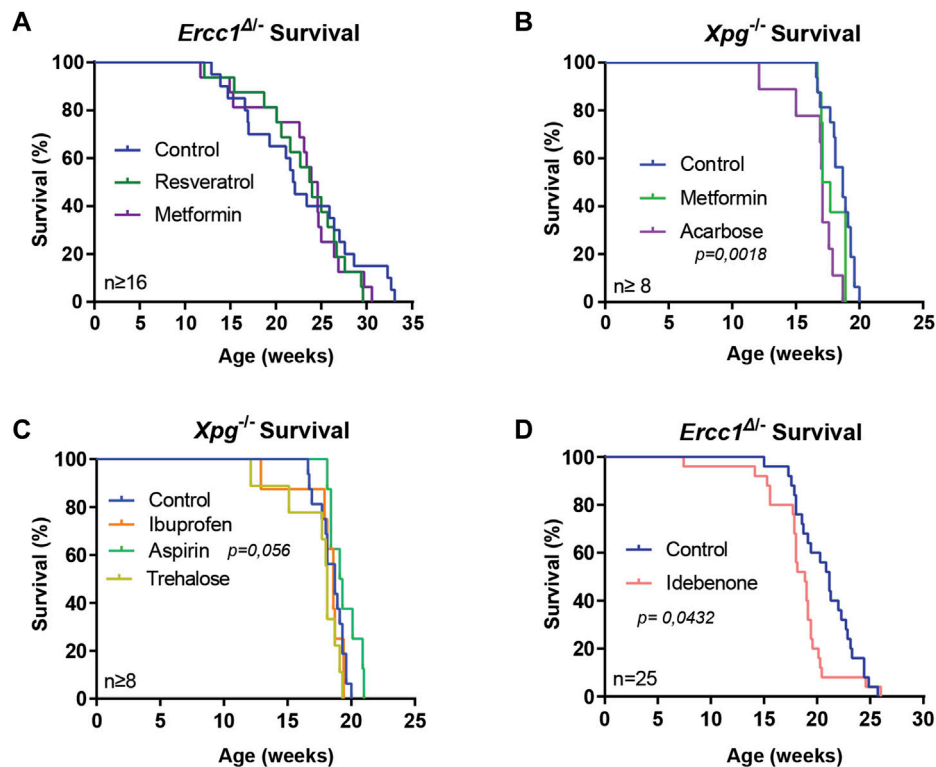 A
Ercc1Δ/- Survival
Survival (%)
100
80
60
40
20
0
Control
Resveratrol
Metformin
n≥16
0 5 10 15 20 25 30 35
Age (weeks)
B
Xpg-/- Survival
Survival (%)
100
80
60
40
20
0
Control
Metformin
Acarbose
p=0,0018
n≥ 8
0 5 10 15 20 25
Age (weeks)
C
Xpg-/- Survival
Survival (%)
100
80
60
40
20
0
Control
Ibuprofen
Aspirin p=0,056
Trehalose
n≥8
0 5 10 15 20 25
Age (weeks)
D
Ercc1Δ/- Survival
Survival (%)
100
80
60
40
20
0
Control
Idebenone
p= 0,0432
n=25
0 5 10 15 20 25 30
Age (weeks)